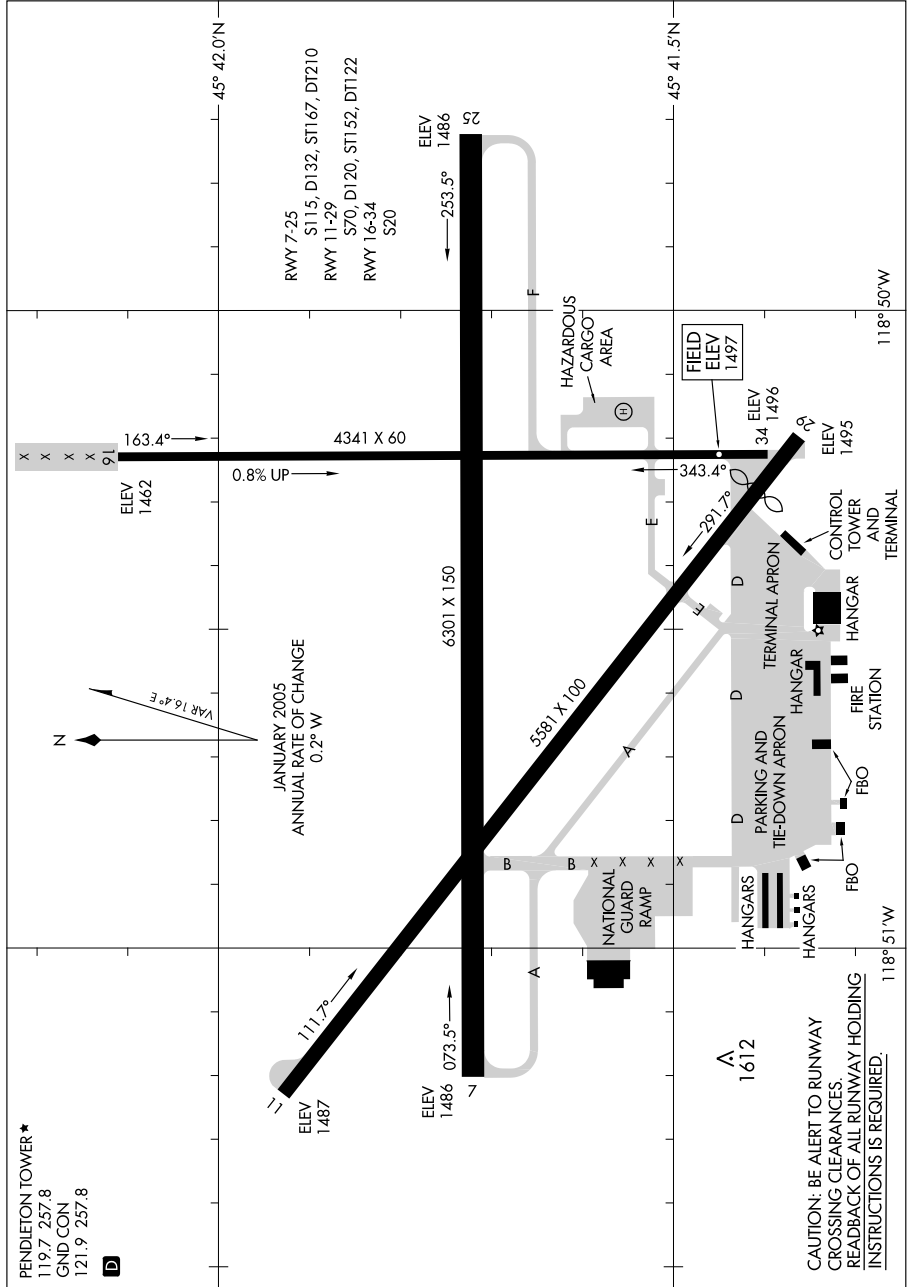 PENDLETON TOWER ★
119.7 257.8
GND CON
121.9 257.8
D
N
VAR 16.4° E
JANUARY 2005
ANNUAL RATE OF CHANGE
0.2° W
45° 42.0'N
RWY 7-25
S115, D132, ST167, DT210
RWY 11-29
S70, D120, ST152, DT122
RWY 16-34
S20
X X X X
16
163.4°
ELEV
1462
0.8% UP
4341 X 60
ELEV
1486
25
253.5°
6301 X 150
11
111.7°
ELEV
1487
ELEV
1486
073.5°
7
5581 X 100
F
HAZARDOUS
CARGO
AREA
H
45° 41.5'N
FIELD
ELEV
1497
343.4°
34
ELEV
1496
29
ELEV
1495
291.7°
E
E
A
A
B
B
X X X X
NATIONAL
GUARD
RAMP
D
D
D
TERMINAL APRON
PARKING AND
TIE-DOWN APRON
CONTROL
TOWER
AND
TERMINAL
HANGAR
HANGAR
FIRE
STATION
FBO
FBO
HANGARS
HANGARS
118° 50'W
118° 51'W
1612
CAUTION: BE ALERT TO RUNWAY
CROSSING CLEARANCES.
READBACK OF ALL RUNWAY HOLDING
INSTRUCTIONS IS REQUIRED.